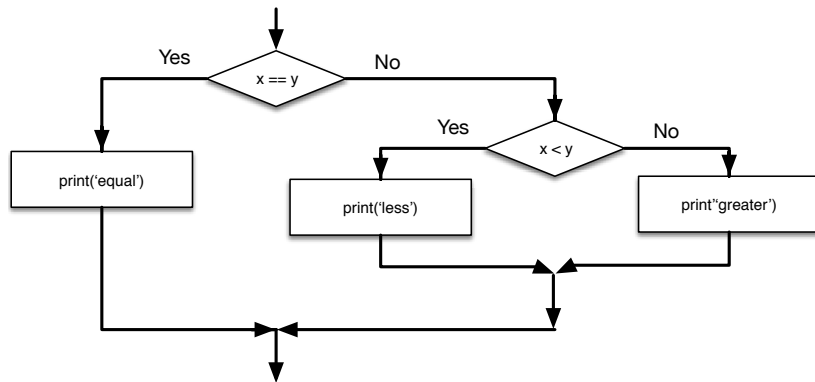 Yes
x == y
No
Yes
x < y
No
print(‘equal’)
print(‘less’)
print’‘greater’)